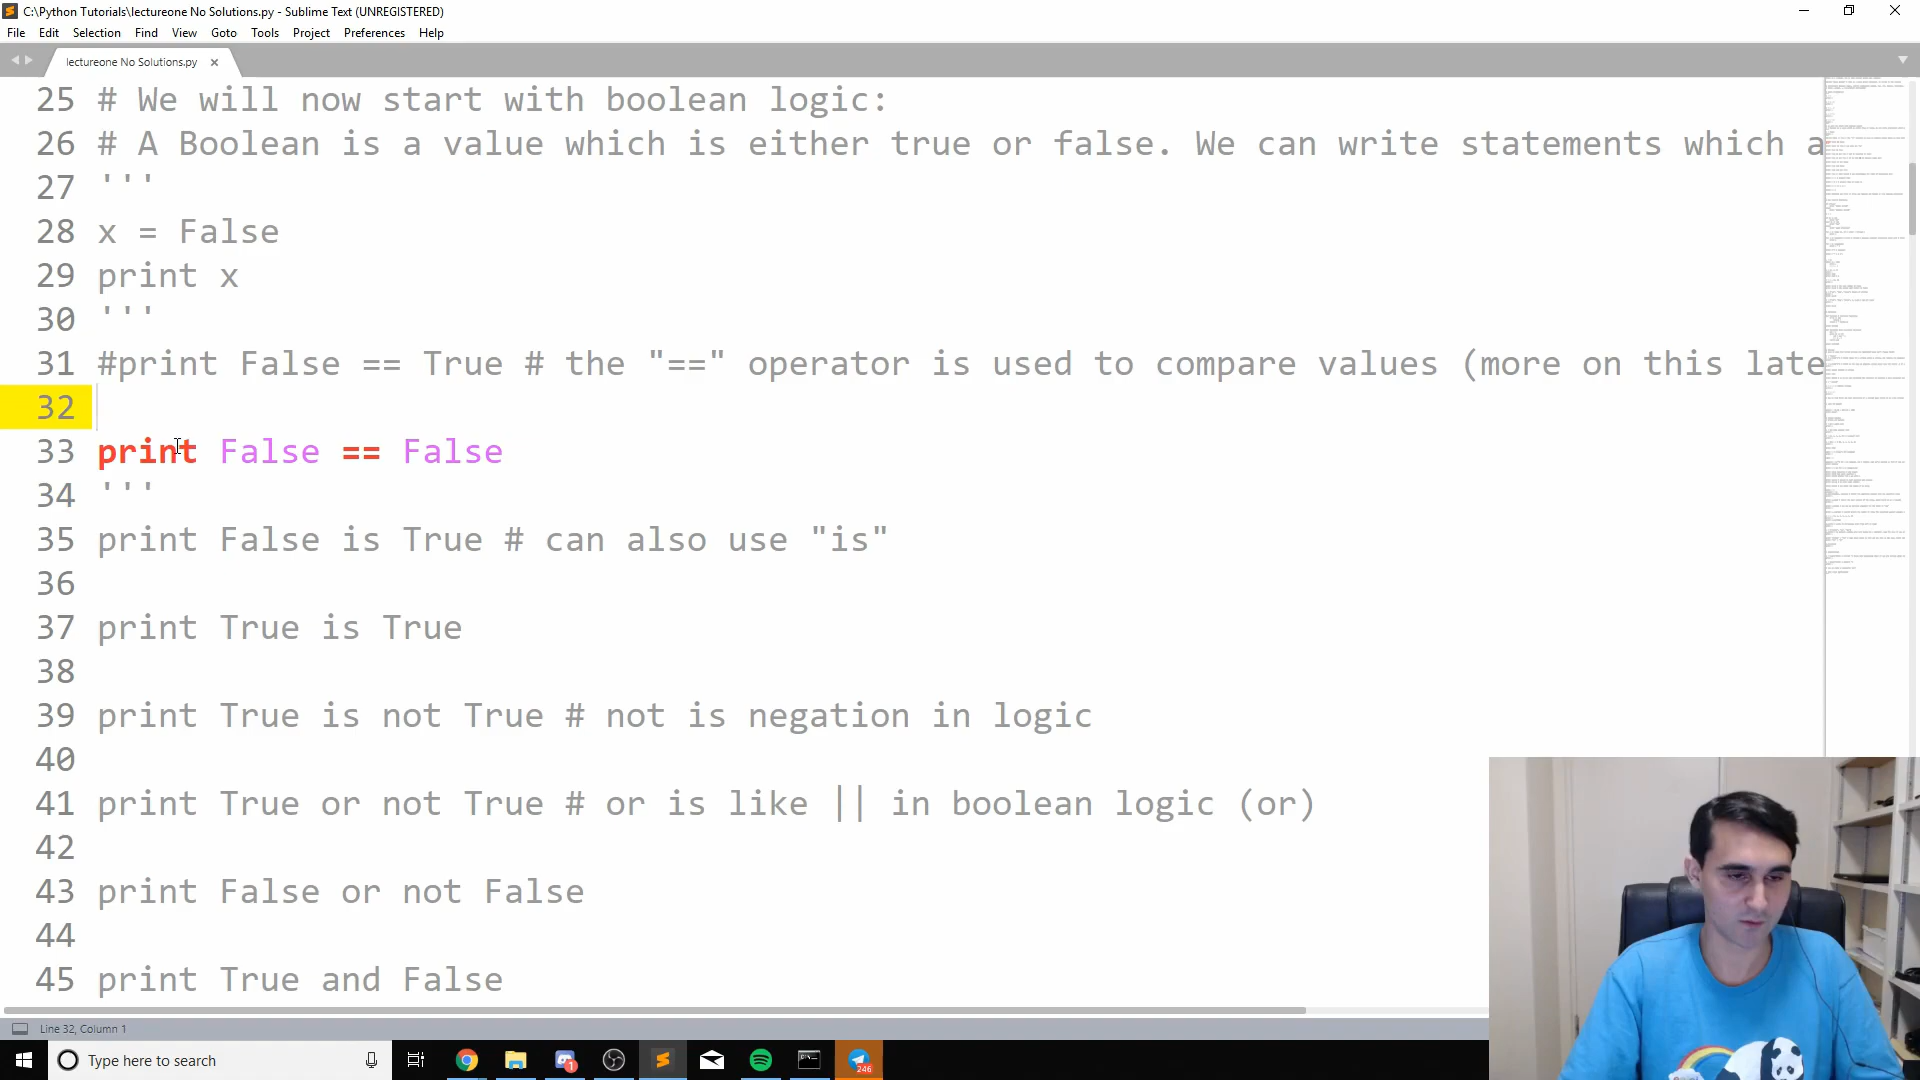 C:\Python Tutorials\lectureone No Solutions.py - Sublime Text (UNREGISTERED)
File Edit Selection Find View Goto Tools Project Preferences Help
lectureone No Solutions.py ×
25 # We will now start with boolean logic:
26 # A Boolean is a value which is either true or false. We can write statements which a
27 '''
28 x = False
29 print x
30 '''
31 #print False == True # the "==" operator is used to compare values (more on this late
32
33 print False == False
34 '''
35 print False is True # can also use "is"
36
37 print True is True
38
39 print True is not True # not is negation in logic
40
41 print True or not True # or is like || in boolean logic (or)
42
43 print False or not False
44
45 print True and False
Line 32, Column 1
Type here to search
1
246